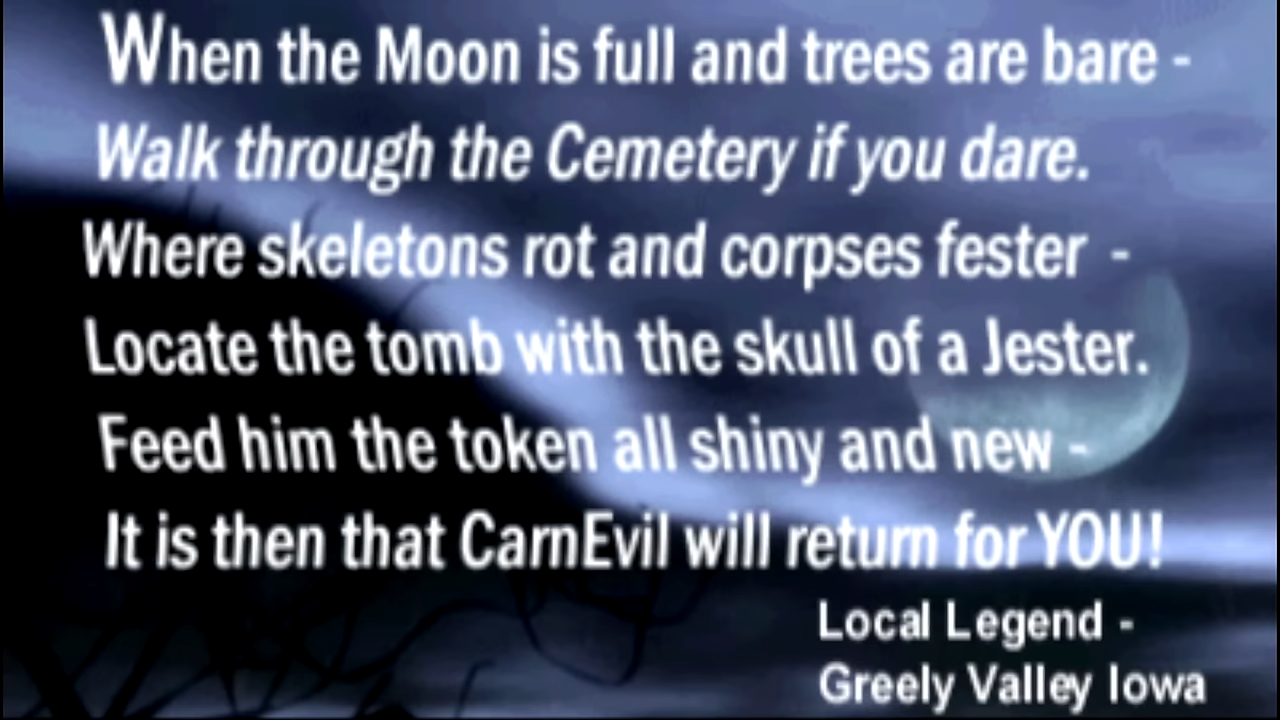 When the Moon is full and trees are bare -
Walk through the Cemetery if you dare.
Where skeletons rot and corpses fester -
Locate the tomb with the skull of a Jester.
Feed him the token all shiny and new -
It is then that CarnEvil will return for YOU!
Local Legend -
Greely Valley Iowa